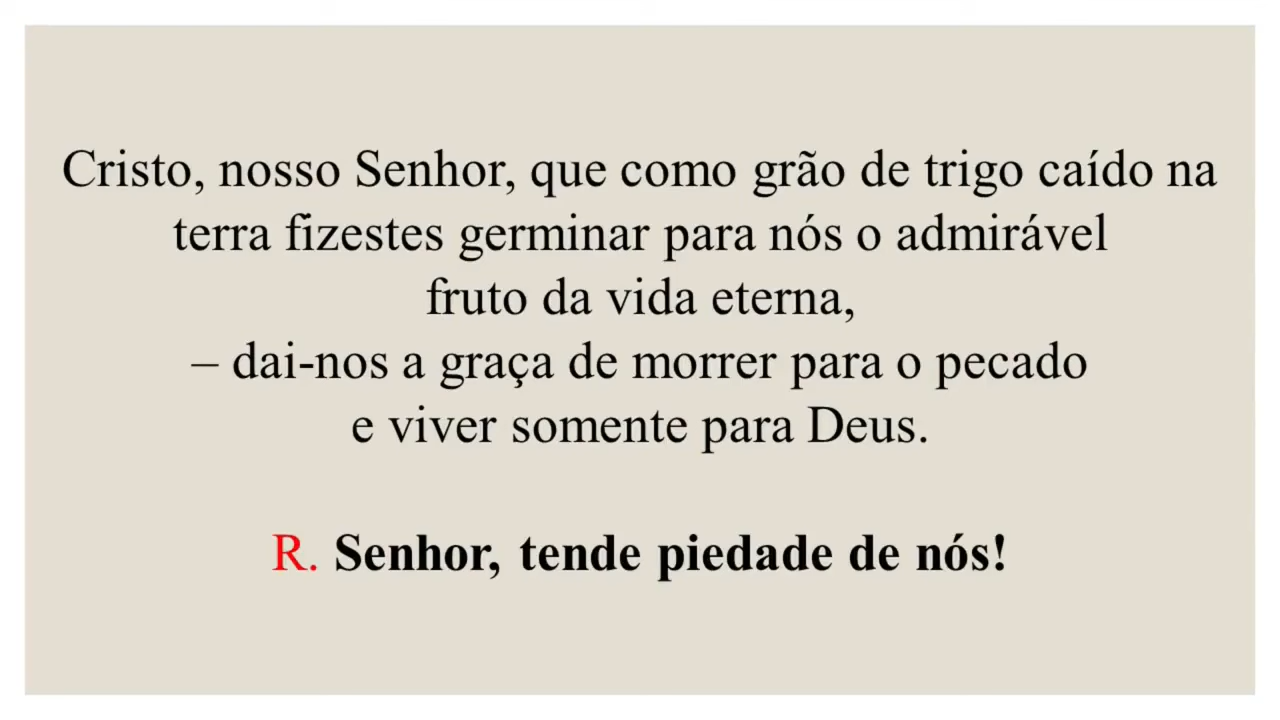 Cristo, nosso Senhor, que como grão de trigo caído na
terra fizestes germinar para nós o admirável
fruto da vida eterna,
– dai-nos a graça de morrer para o pecado
e viver somente para Deus.
R. Senhor, tende piedade de nós!